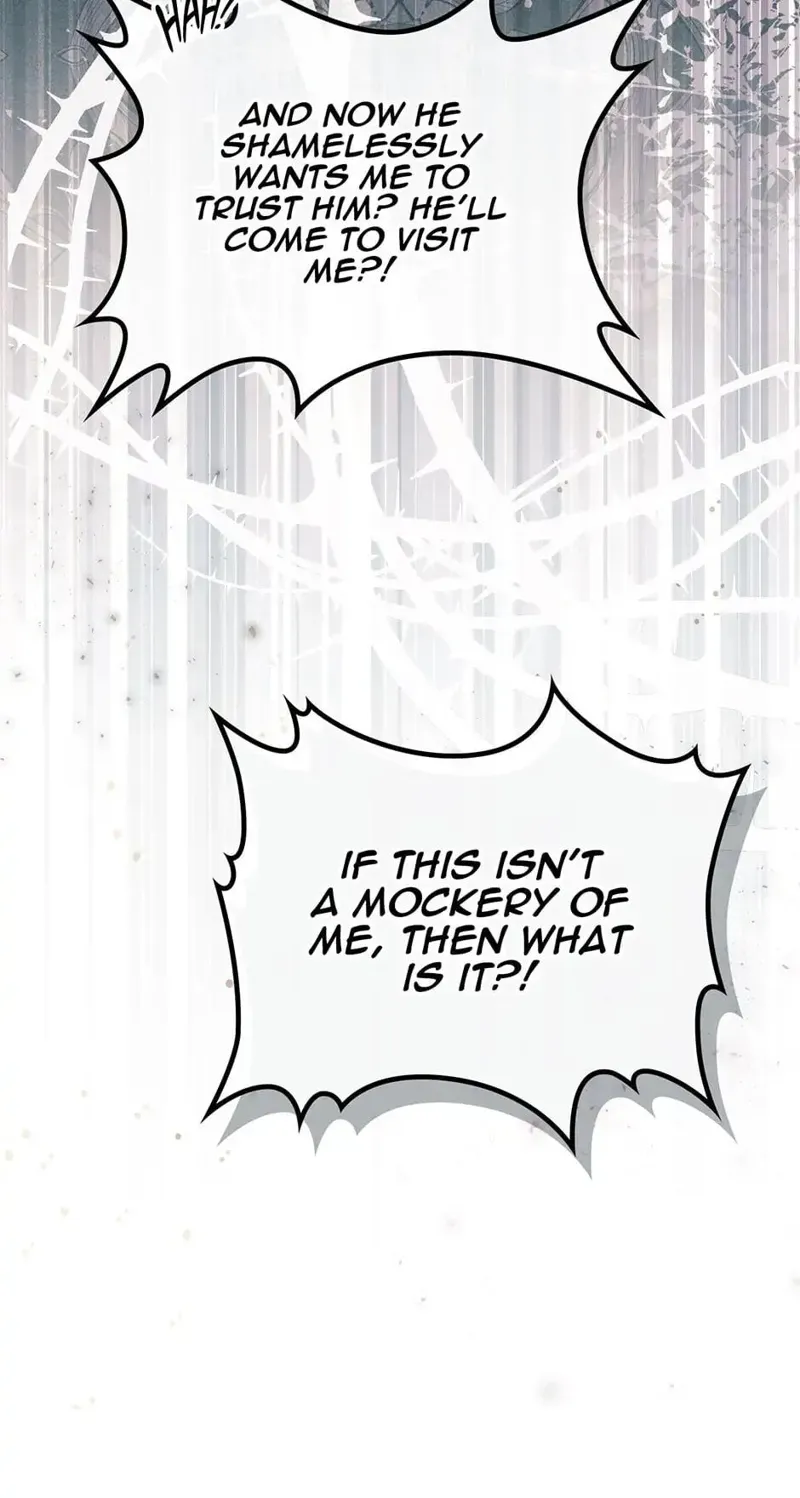 HAH!
AND NOW HE
SHAMELESSLY
WANTS ME TO
TRUST HIM? HE'LL
COME TO VISIT
ME?!
IF THIS ISN'T
A MOCKERY OF
ME, THEN WHAT
IS IT?!